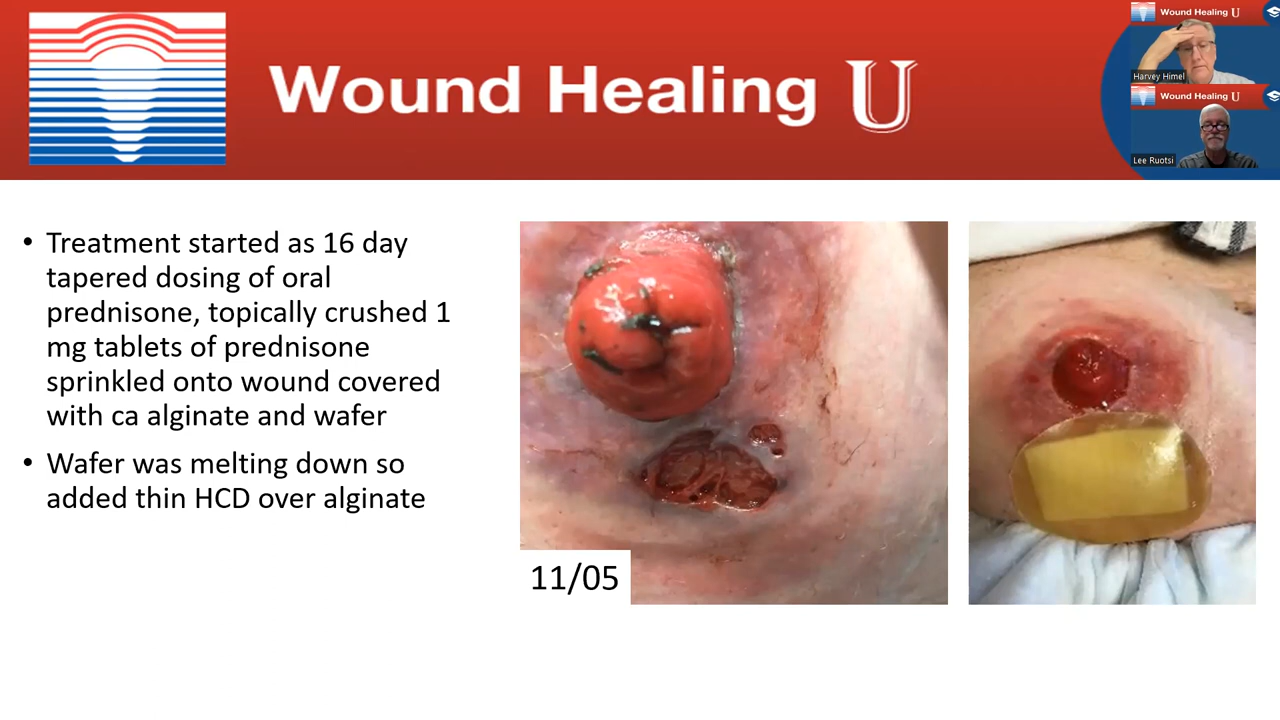 Wound Healing U
Wound Healing U
Harvey Himel
Wound Healing U
Lee Ruotsi
• Treatment started as 16 day
tapered dosing of oral
prednisone, topically crushed 1
mg tablets of prednisone
sprinkled onto wound covered
with ca alginate and wafer
• Wafer was melting down so
added thin HCD over alginate
11/05